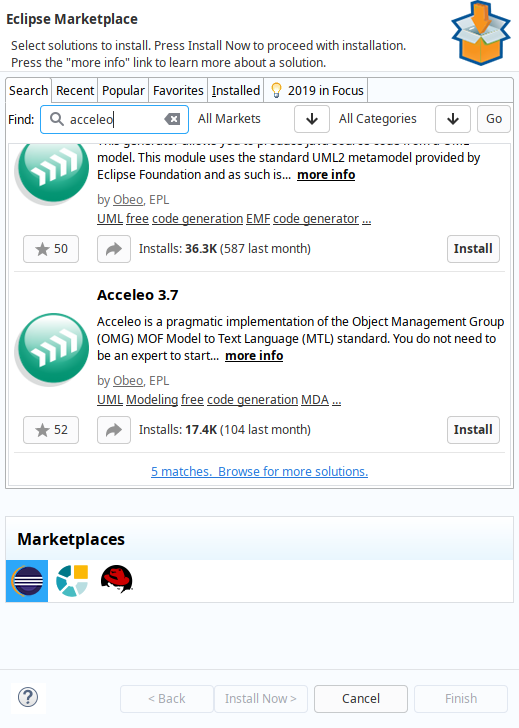 Eclipse Marketplace
Select solutions to install. Press Install Now to proceed with installation.
Press the "more info" link to learn more about a solution.
Search Recent Popular Favorites Installed 2019 in Focus
Find: acceleo All Markets All Categories Go
model. This module uses the standard UML2 metamodel provided by
Eclipse Foundation and as such is... more info
by Obeo, EPL
UML free code generation EMF code generator ...
50 Installs: 36.3K (587 last month) Install
Acceleo 3.7
Acceleo is a pragmatic implementation of the Object Management Group
(OMG) MOF Model to Text Language (MTL) standard. You do not need to
be an expert to start... more info
by Obeo, EPL
UML Modeling free code generation MDA ...
52 Installs: 17.4K (104 last month) Install
5 matches. Browse for more solutions.
Marketplaces
? < Back Install Now > Cancel Finish